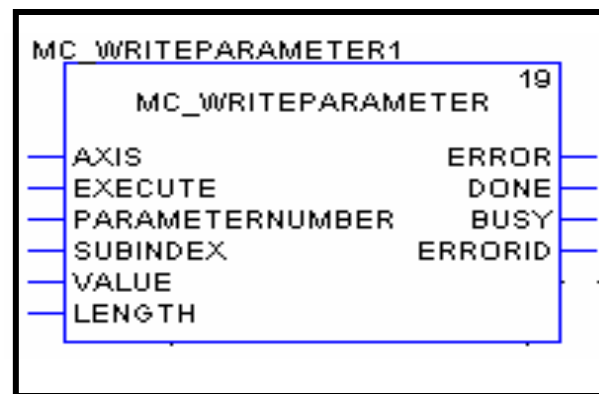 MC_WRITEPARAMETER1
19
MC_WRITEPARAMETER
AXIS ERROR
EXECUTE DONE
PARAMETERNUMBER BUSY
SUBINDEX ERRORID
VALUE
LENGTH